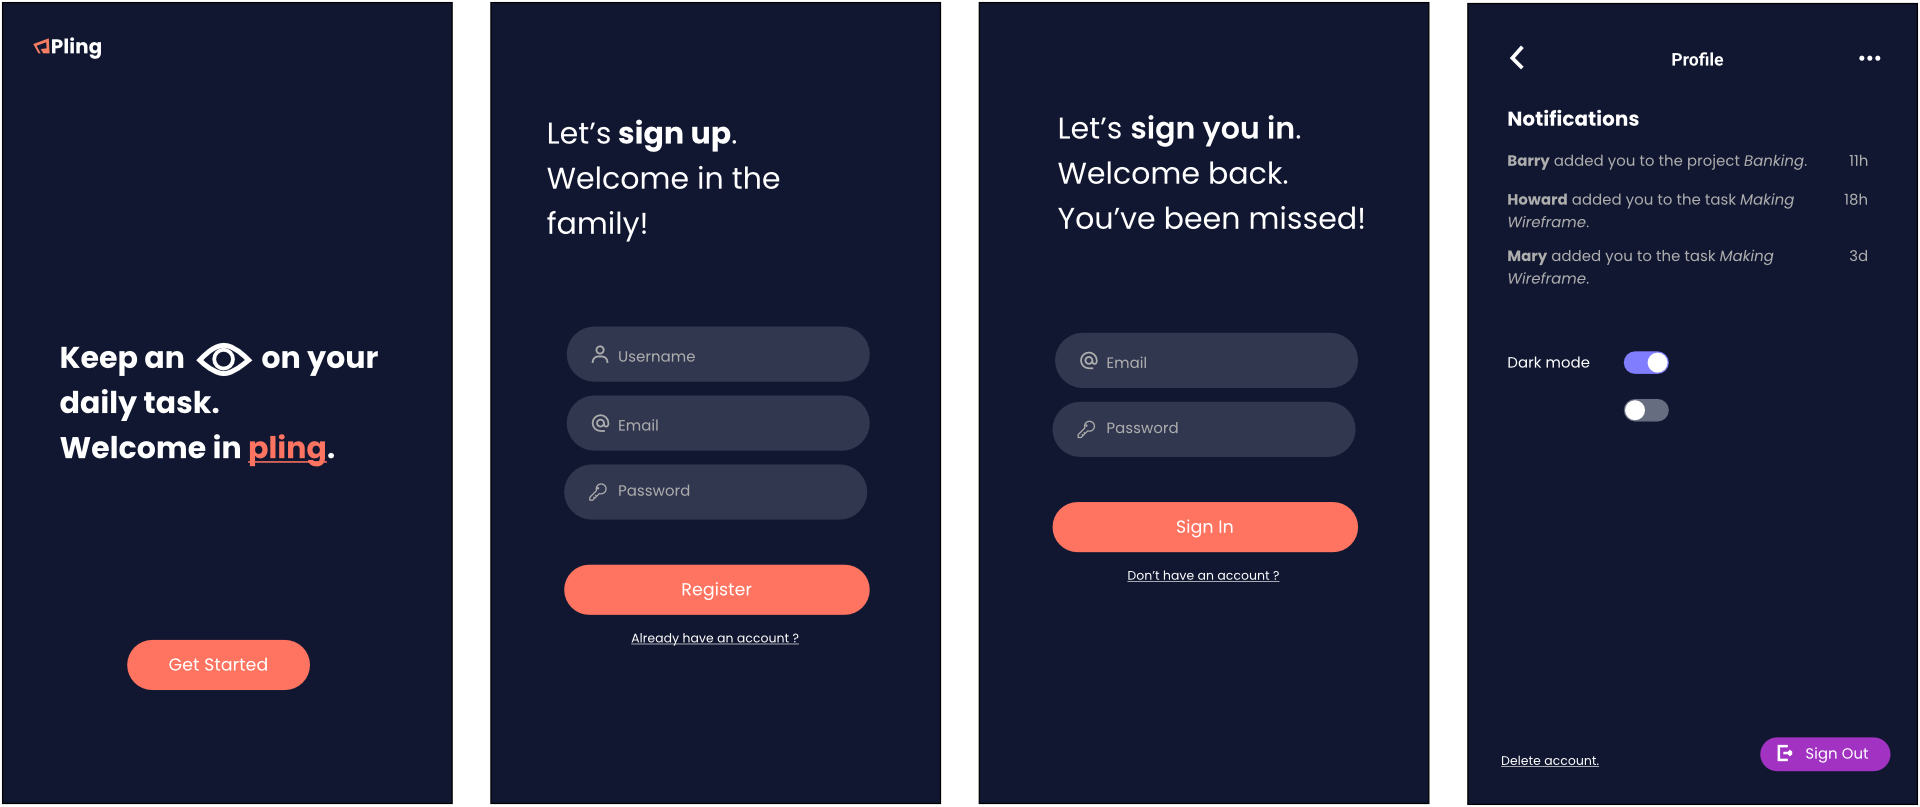 Pling
Keep an on your
daily task.
Welcome in pling.
Get Started
Let’s sign up.
Welcome in the
family!
Username
Email
Password
Register
Already have an account ?
Let’s sign you in.
Welcome back.
You’ve been missed!
Email
Password
Sign In
Don’t have an account ?
Profile
Notifications
Barry added you to the project Banking. 11h
Howard added you to the task Making 18h
Wireframe.
Mary added you to the task Making 3d
Wireframe.
Dark mode
Delete account.
Sign Out